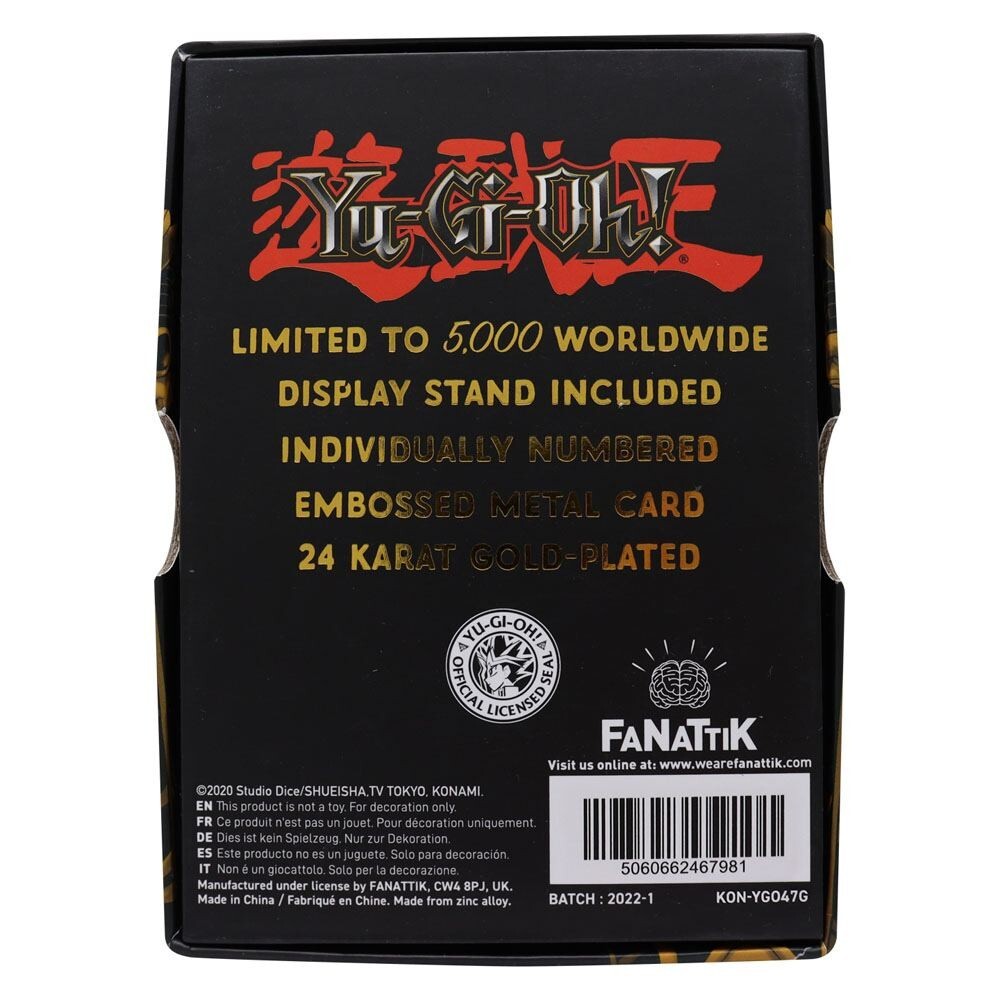 遊戯王
Yu-Gi-Oh!®
LIMITED TO 5,000 WORLDWIDE
DISPLAY STAND INCLUDED
INDIVIDUALLY NUMBERED
EMBOSSED METAL CARD
24 KARAT GOLD-PLATED
YU-GI-OH!
OFFICIAL LICENSED SEAL
FANATTIK
Visit us online at: www.wearefanattik.com
©2020 Studio Dice/SHUEISHA,TV TOKYO, KONAMI.
EN This product is not a toy. For decoration only.
FR Ce produit n'est pas un jouet. Pour décoration uniquement.
DE Dies ist kein Spielzeug. Nur zur Dekoration.
ES Este producto no es un juguete. Solo para decoración.
IT Non é un giocattolo. Solo per la decorazione.
Manufactured under license by FANATTIK, CW4 8PJ, UK.
Made in China / Fabriqué en Chine. Made from zinc alloy.
5060662467981
BATCH : 2022-1
KON-YGO47G